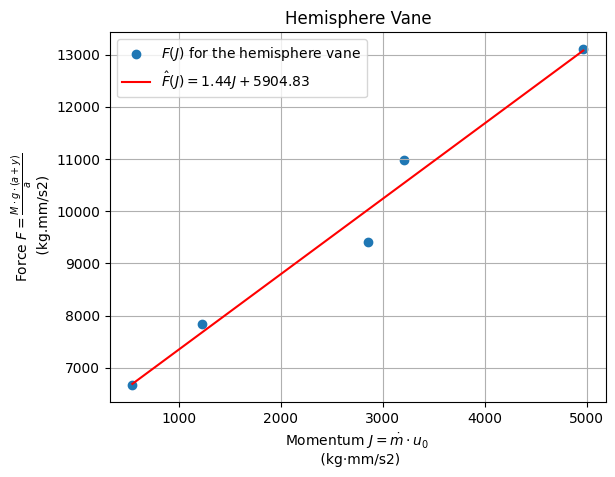 Hemisphere Vane
F(J) for the hemisphere vane
F̂(J) = 1.44J + 5904.83
13000
12000
11000
10000
9000
8000
7000
Force F = M · g · (a + y) / a
(kg.mm/s2)
1000
2000
3000
4000
5000
Momentum J = ṁ · u₀
(kg·mm/s2)